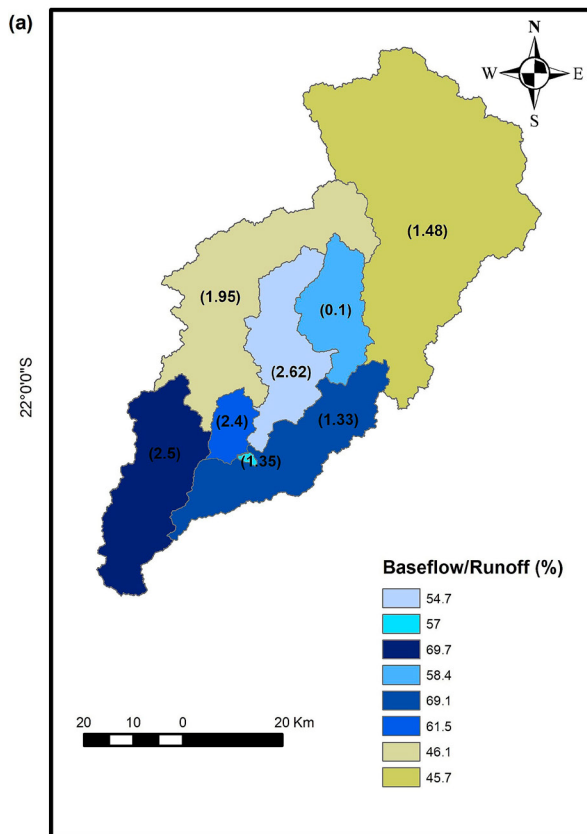 (a)
N
W E
S
(1.48)
(1.95)
(0.1)
(2.62)
22°0'0"S
(1.33)
(2.4)
(2.5)
(1.35)
Baseflow/Runoff (%)
54.7
57
69.7
58.4
69.1
61.5
46.1
45.7
20 10 0 20 Km